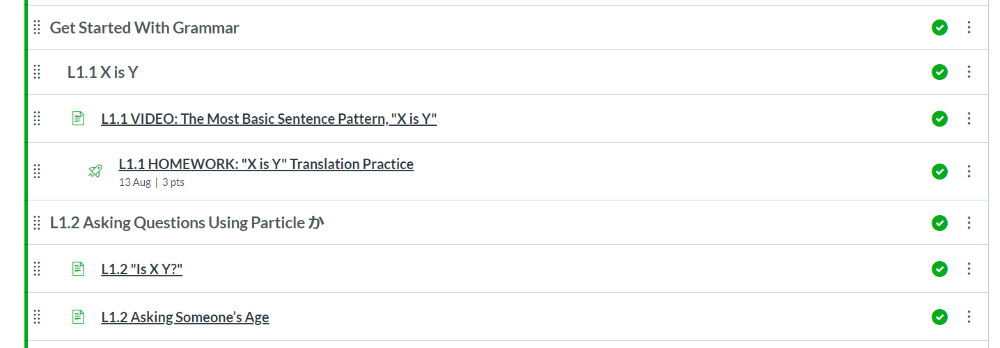 Get Started With Grammar
L1.1 X is Y
L1.1 VIDEO: The Most Basic Sentence Pattern, "X is Y"
L1.1 HOMEWORK: "X is Y" Translation Practice
13 Aug | 3 pts
L1.2 Asking Questions Using Particle か
L1.2 "Is X Y?"
L1.2 Asking Someone’s Age